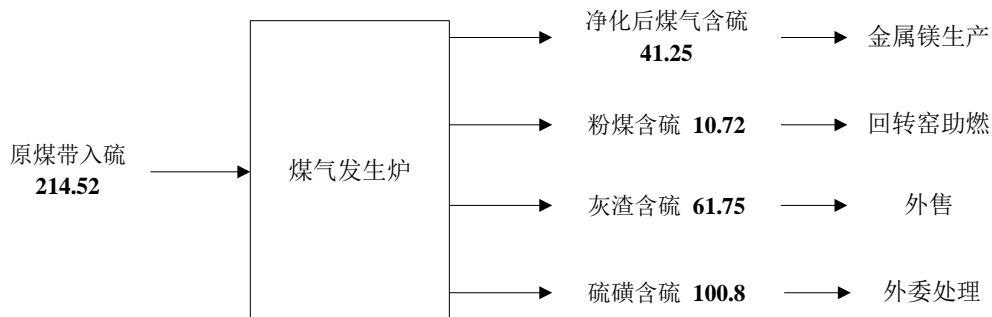 净化后煤气含硫
41.25
金属镁生产
粉煤含硫 10.72
回转窑助燃
原煤带入硫
214.52
煤气发生炉
灰渣含硫 61.75
外售
硫磺含硫 100.8
外委处理